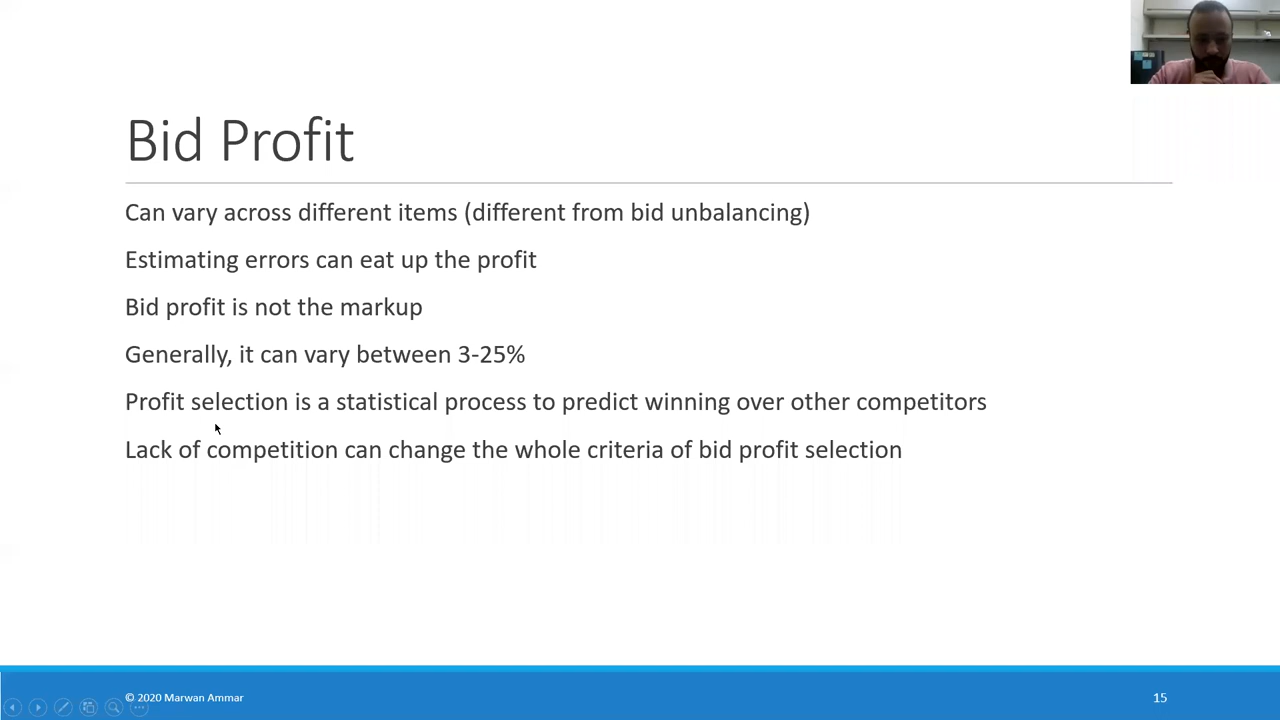 Bid Profit
Can vary across different items (different from bid unbalancing)
Estimating errors can eat up the profit
Bid profit is not the markup
Generally, it can vary between 3-25%
Profit selection is a statistical process to predict winning over other competitors
Lack of competition can change the whole criteria of bid profit selection
© 2020 Marwan Ammar
15